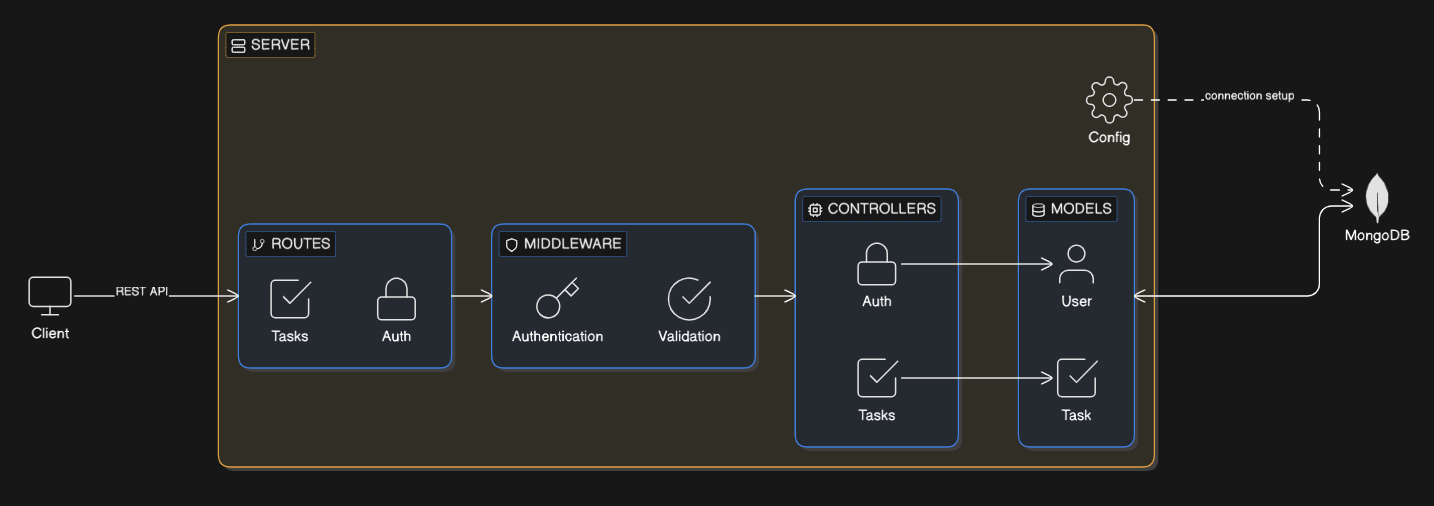 SERVER
connection setup
Config
CONTROLLERS
MODELS
MongoDB
ROUTES
MIDDLEWARE
REST API
Client
Tasks
Auth
Authentication
Validation
Auth
User
Tasks
Task